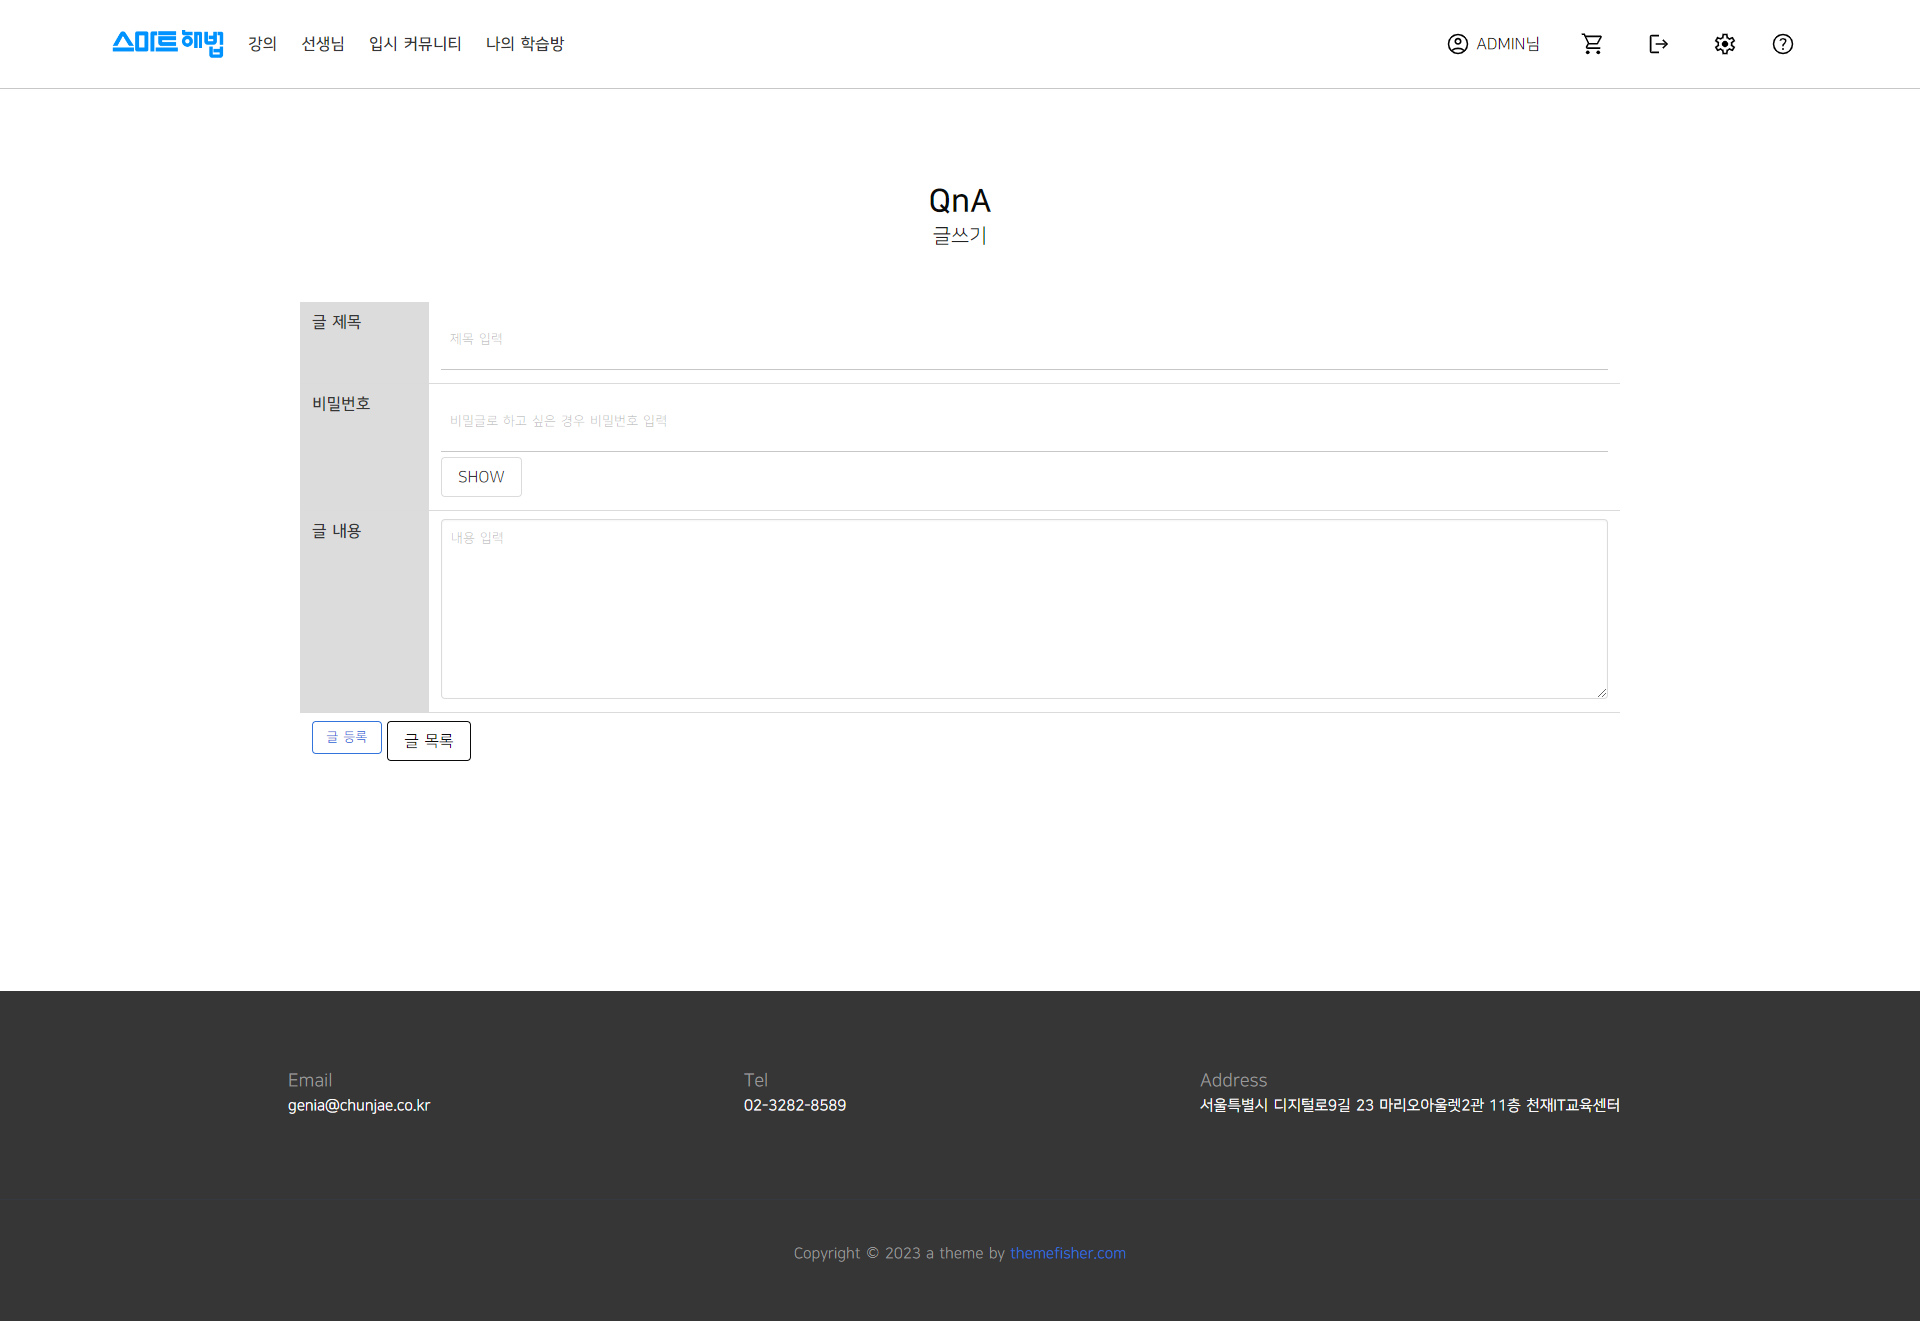 스마트해법 강의 선생님 입시 커뮤니티 나의 학습방 ADMIN님
QnA
글쓰기
글 제목
제목 입력
비밀번호
비밀글로 하고 싶은 경우 비밀번호 입력
SHOW
글 내용
내용 입력
글 등록 글 목록
Email
genia@chunjae.co.kr
Tel
02-3282-8589
Address
서울특별시 디지털로9길 23 마리오아울렛2관 11층 천재IT교육센터
Copyright © 2023 a theme by themefisher.com